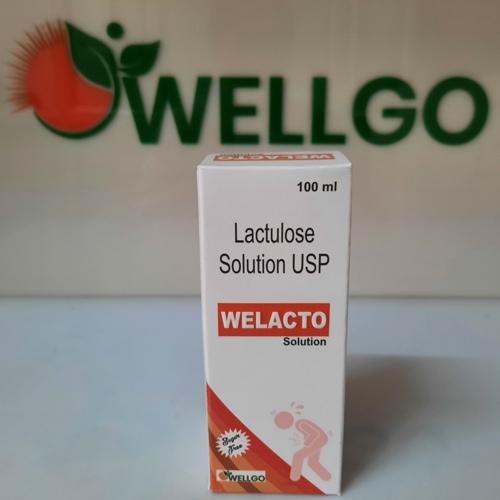 WELLGO
WELACTO
100 ml
Lactulose
Solution USP
WELACTO
Solution
Sugar
Free
WELLGO